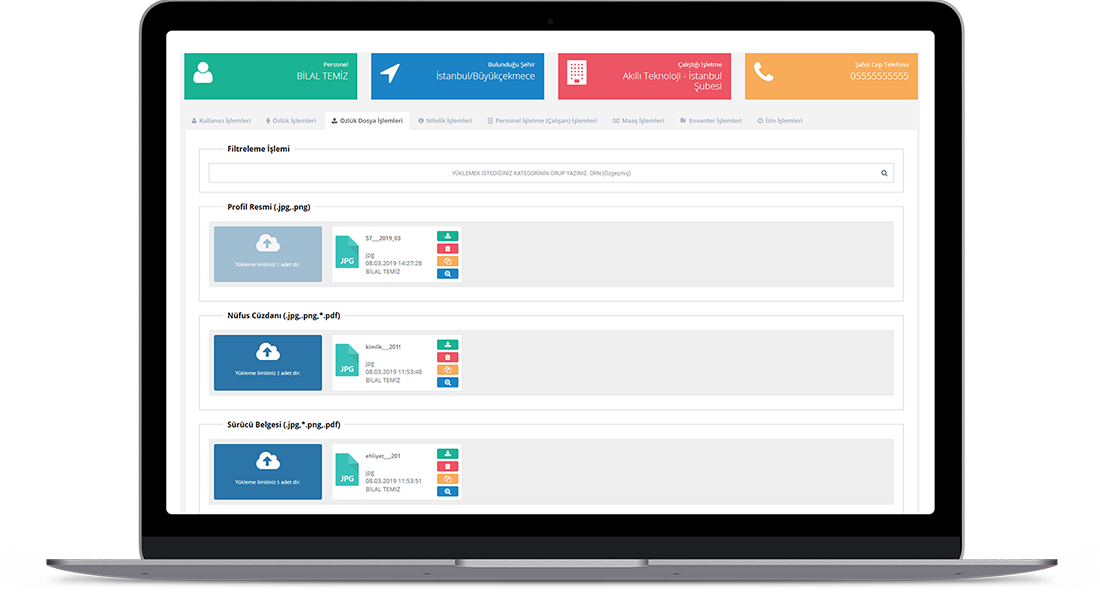 Personel
BİLAL TEMİZ
Bulunduğu Şehir
İstanbul/Büyükçekmece
Çalıştığı İşletme
Akıllı Teknoloji - İstanbul
Şubesi
Şahsi Cep Telefonu
05555555555
Kullanıcı İşlemleri
Özlük İşlemleri
Özlük Dosya İşlemleri
Nitelik İşlemleri
Personel İşletme (Çalışan) İşlemleri
Maaş İşlemleri
Envanter İşlemleri
İzin İşlemleri
Filtreleme İşlemi
YÜKLEMEK İSTEDİĞİNİZ KATEGORİNİN GRUP YAZINIZ. ÖRN (Özgeçmiş)
Profil Resmi (.jpg,.png)
Yükleme limitiniz 1 adet dir.
JPG
57__2019_03
jpg
08.03.2019 14:27:28
BİLAL TEMİZ
Nüfus Cüzdanı (.jpg,.png,*.pdf)
Yükleme limitiniz 2 adet dir.
JPG
kimlik__2019
jpg
08.03.2019 11:53:48
BİLAL TEMİZ
Sürücü Belgesi (.jpg,*.png,.pdf)
Yükleme limitiniz 5 adet dir.
JPG
ehliyet__201
jpg
08.03.2019 11:53:51
BİLAL TEMİZ